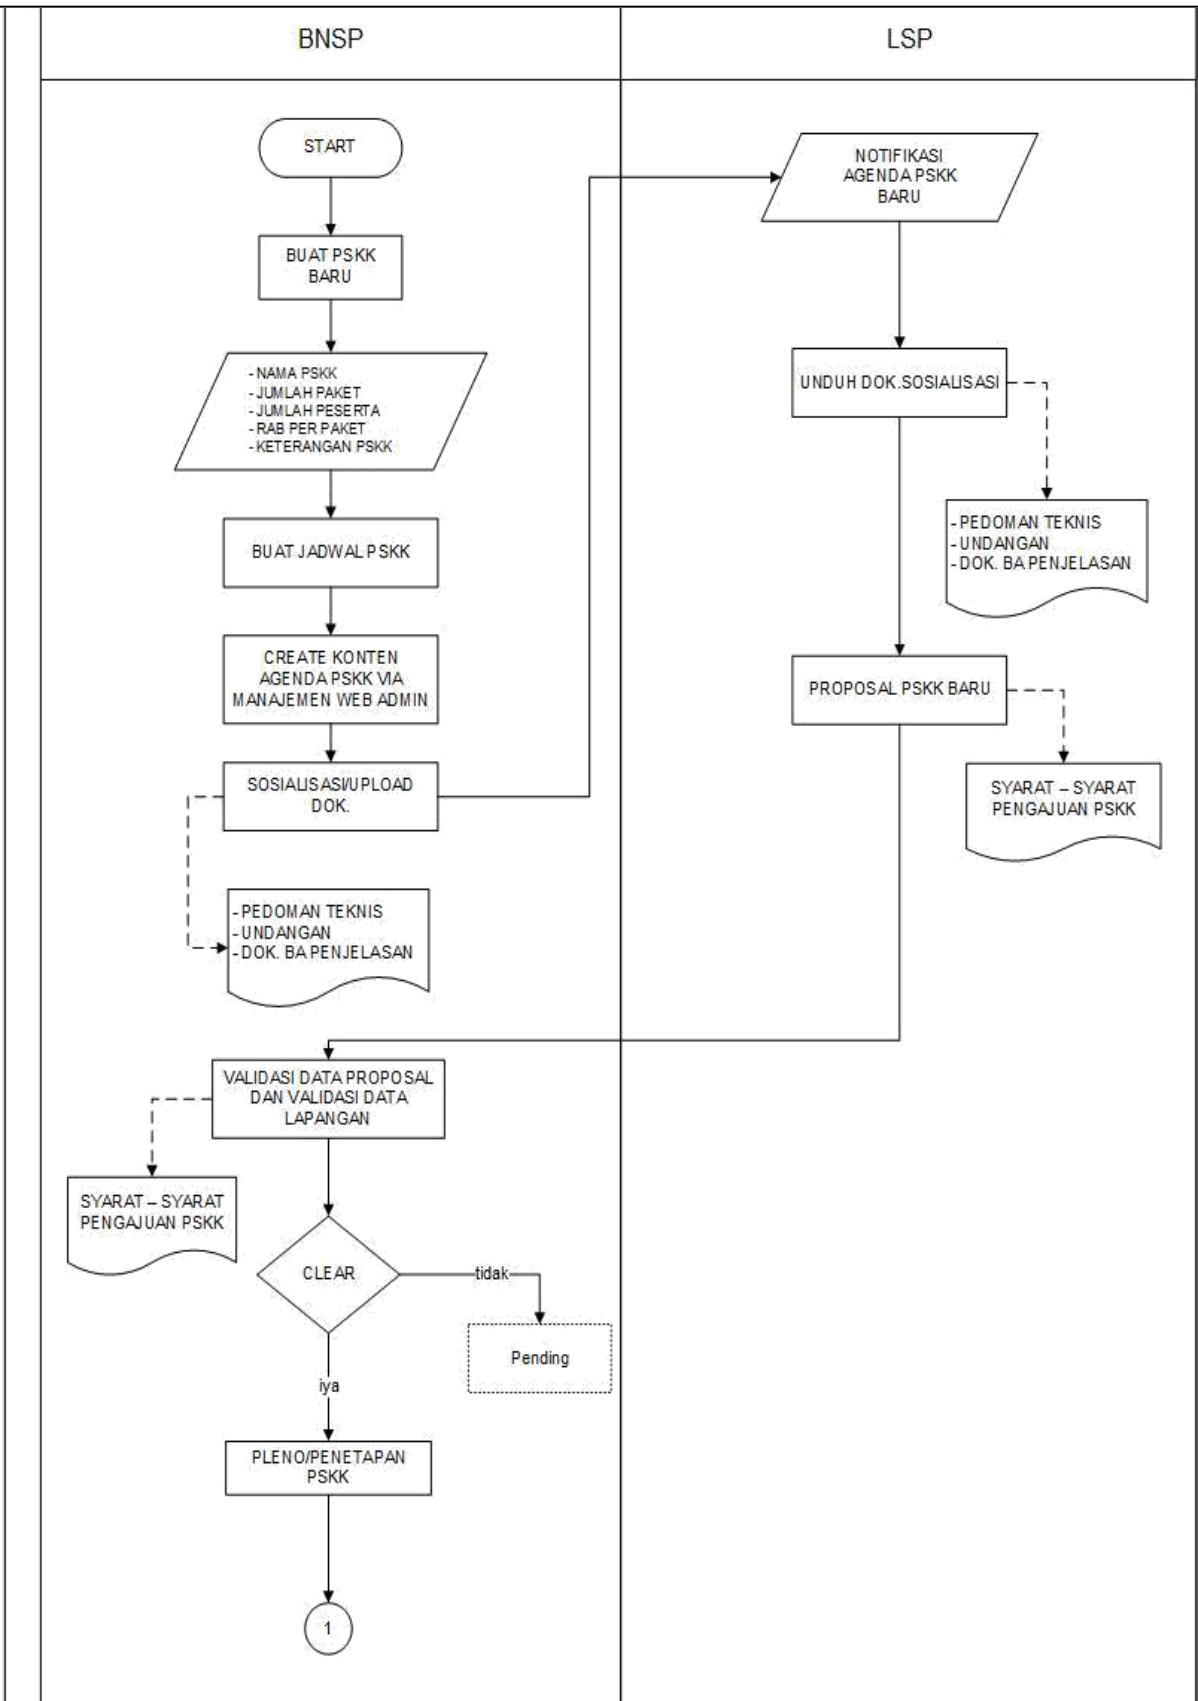 BNSP
LSP
START
BUAT PSKK
BARU
- NAMA PSKK
- JUMLAH PAKET
- JUMLAH PESERTA
- RAB PER PAKET
- KETERANGAN PSKK
BUAT JADWAL PSKK
CREATE KONTEN
AGENDA PSKK VIA
MANAJEMEN WEB ADMIN
SOSIALISASI/UPLOAD
DOK.
- PEDOMAN TEKNIS
- UNDANGAN
- DOK. BA PENJELASAN
NOTIFIKASI
AGENDA PSKK
BARU
UNDUH DOK.SOSIALISASI
- PEDOMAN TEKNIS
- UNDANGAN
- DOK. BA PENJELASAN
PROPOSAL PSKK BARU
SYARAT – SYARAT
PENGAJUAN PSKK
VALIDASI DATA PROPOSAL
DAN VALIDASI DATA
LAPANGAN
SYARAT – SYARAT
PENGAJUAN PSKK
CLEAR
tidak
Pending
iya
PLENO/PENETAPAN
PSKK
1